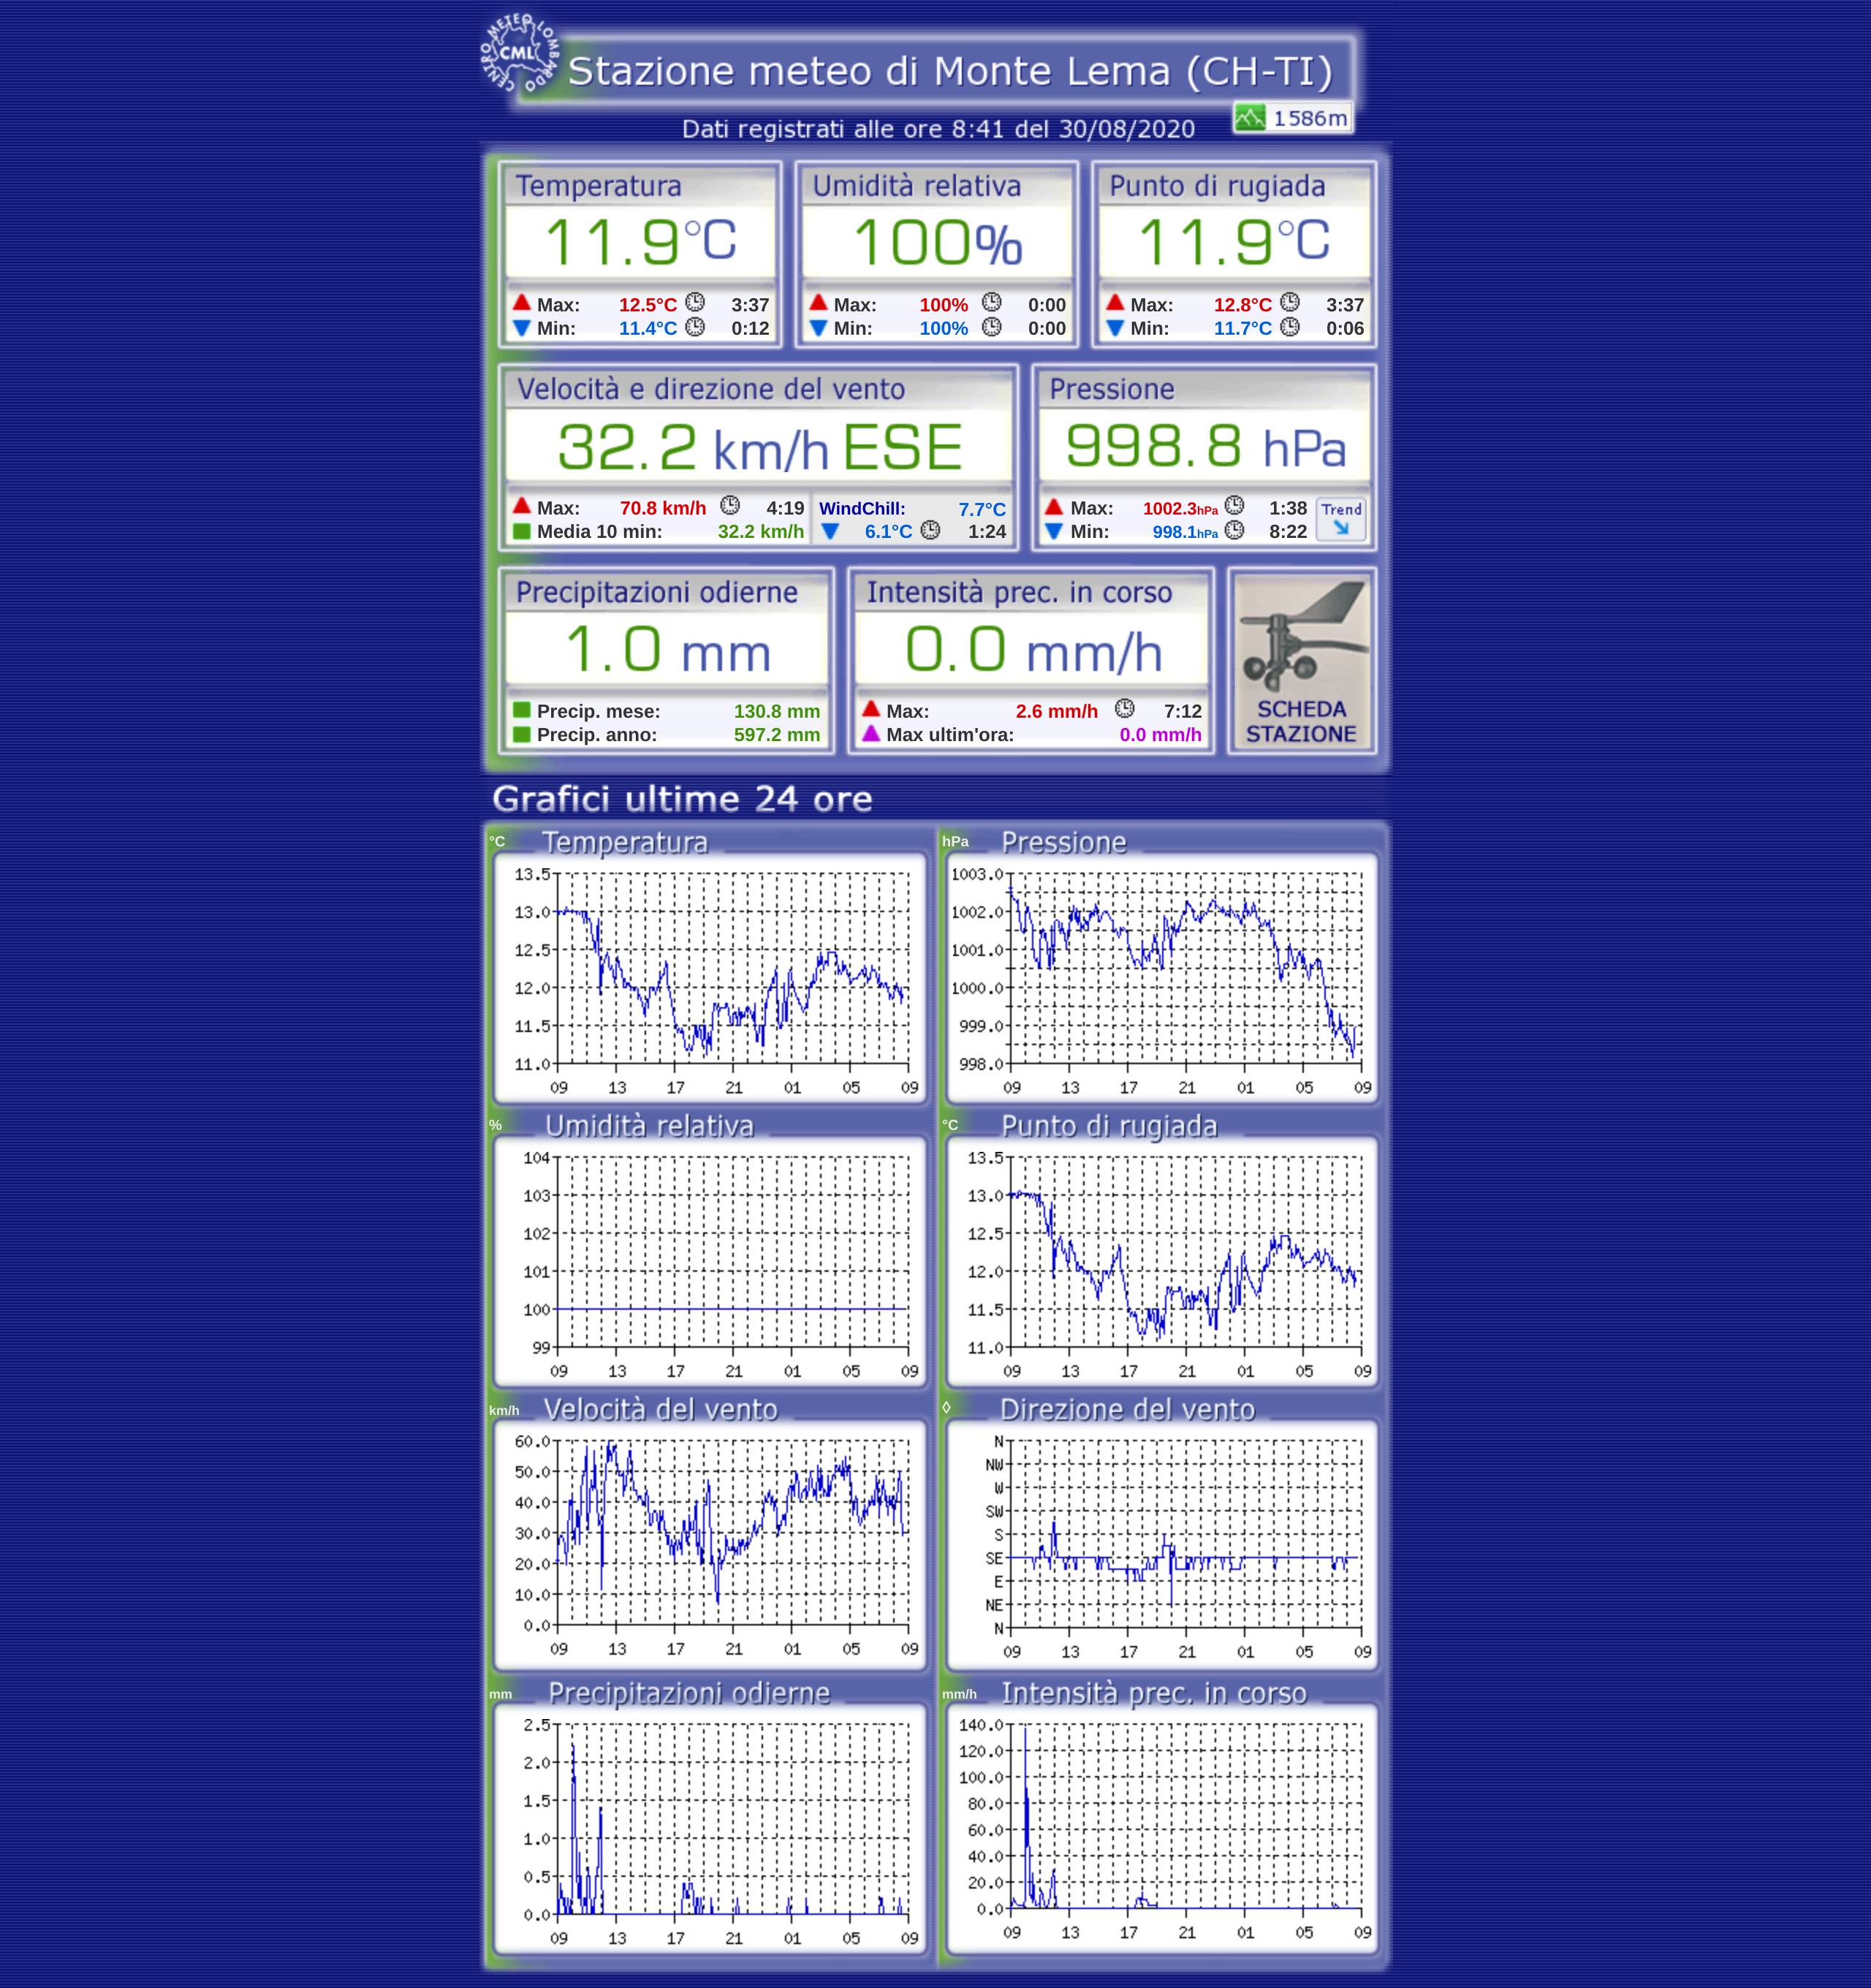 CENTRO METEO LOMBARDO
CML
Stazione meteo di Monte Lema (CH-TI)
1586m
Dati registrati alle ore 8:41 del 30/08/2020
Temperatura
11.9°C
Max: 12.5°C 3:37
Min: 11.4°C 0:12
Umidità relativa
100%
Max: 100% 0:00
Min: 100% 0:00
Punto di rugiada
11.9°C
Max: 12.8°C 3:37
Min: 11.7°C 0:06
Velocità e direzione del vento
32.2 km/h ESE
Max: 70.8 km/h 4:19
Media 10 min: 32.2 km/h
WindChill: 7.7°C
6.1°C 1:24
Pressione
998.8 hPa
Max: 1002.3hPa 1:38
Min: 998.1hPa 8:22
Trend
Precipitazioni odierne
1.0 mm
Precip. mese: 130.8 mm
Precip. anno: 597.2 mm
Intensità prec. in corso
0.0 mm/h
Max: 2.6 mm/h 7:12
Max ultim'ora: 0.0 mm/h
SCHEDA
STAZIONE
Grafici ultime 24 ore
°C Temperatura
13.5
13.0
12.5
12.0
11.5
11.0
09 13 17 21 01 05 09
hPa Pressione
1003.0
1002.0
1001.0
1000.0
999.0
998.0
09 13 17 21 01 05 09
% Umidità relativa
104
103
102
101
100
99
09 13 17 21 01 05 09
°C Punto di rugiada
13.5
13.0
12.5
12.0
11.5
11.0
09 13 17 21 01 05 09
km/h Velocità del vento
60.0
50.0
40.0
30.0
20.0
10.0
0.0
09 13 17 21 01 05 09
◊ Direzione del vento
N
NW
W
SW
S
SE
E
NE
N
09 13 17 21 01 05 09
mm Precipitazioni odierne
2.5
2.0
1.5
1.0
0.5
0.0
09 13 17 21 01 05 09
mm/h Intensità prec. in corso
140.0
120.0
100.0
80.0
60.0
40.0
20.0
0.0
09 13 17 21 01 05 09